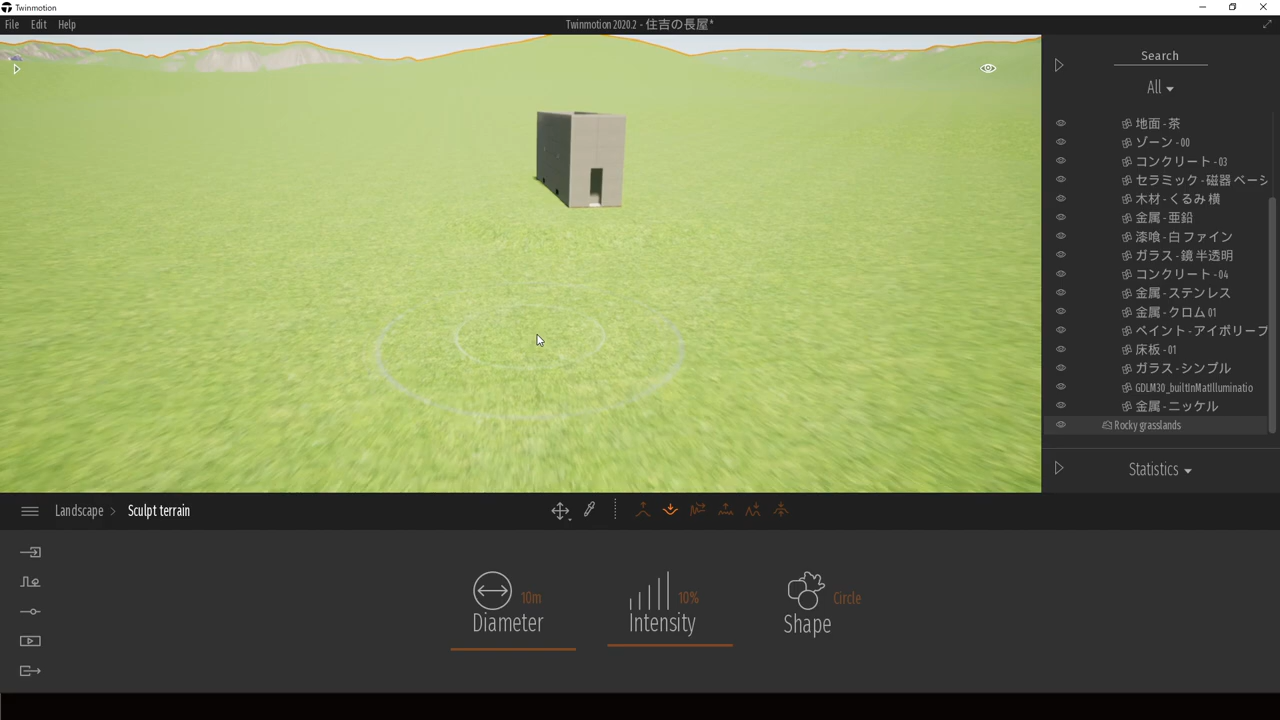 Twinmotion
File Edit Help
Twinmotion 2020.2 - 住吉の長屋*
Search
All
地面 - 茶
ゾーン - 00
コンクリート - 03
セラミック - 磁器 ベーシ
木材 - くるみ 横
金属 - 亜鉛
漆喰 - 白 ファイン
ガラス - 鏡 半透明
コンクリート - 04
金属 - ステンレス
金属 - クロム 01
ペイント - アイボリーブ
床板 - 01
ガラス - シンプル
GDLM30_builtInMatIlluminatio
金属 - ニッケル
Rocky grasslands
Statistics
Landscape > Sculpt terrain
10m
Diameter
10%
Intensity
Circle
Shape